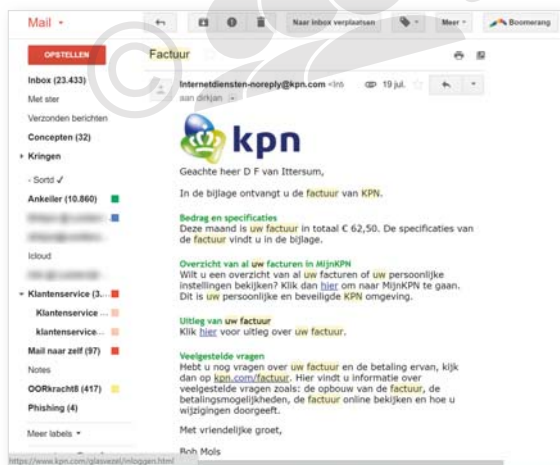 Mail
Naar inbox verplaatsen
Meer
Boomerang
OPSTELLEN
Inbox (23.433)
Met ster
Verzonden berichten
Concepten (32)
Kringen
- Sortd ✓
Ankeiler (10.860)
Icloud
Klantenservice (3...
Klantenservice ...
klantenservice...
Mail naar zelf (97)
Notes
OORkracht8 (417)
Phishing (4)
Meer labels
https://www.kpn.com/glasvezel/inloggen.html
Factuur
Internetdiensten-noreply@kpn.com <Int
19 jul.
aan dirkjan
kpn
Geachte heer D F van Ittersum,
In de bijlage ontvangt u de factuur van KPN.
Bedrag en specificaties
Deze maand is uw factuur in totaal € 62,50. De specificaties van
de factuur vindt u in de bijlage.
Overzicht van al uw facturen in MijnKPN
Wilt u een overzicht van al uw facturen of uw persoonlijke
instellingen bekijken? Klik dan hier om naar MijnKPN te gaan.
Dit is uw persoonlijke en beveiligde KPN omgeving.
Uitleg van uw factuur
Klik hier voor uitleg over uw factuur.
Veelgestelde vragen
Hebt u nog vragen over uw factuur en de betaling ervan, kijk
dan op kpn.com/factuur. Hier vindt u informatie over
veelgestelde vragen zoals: de opbouw van de factuur, de
betalingsmogelijkheden, de factuur online bekijken en hoe u
wijzigingen doorgeeft.
Met vriendelijke groet,
Bob Mols